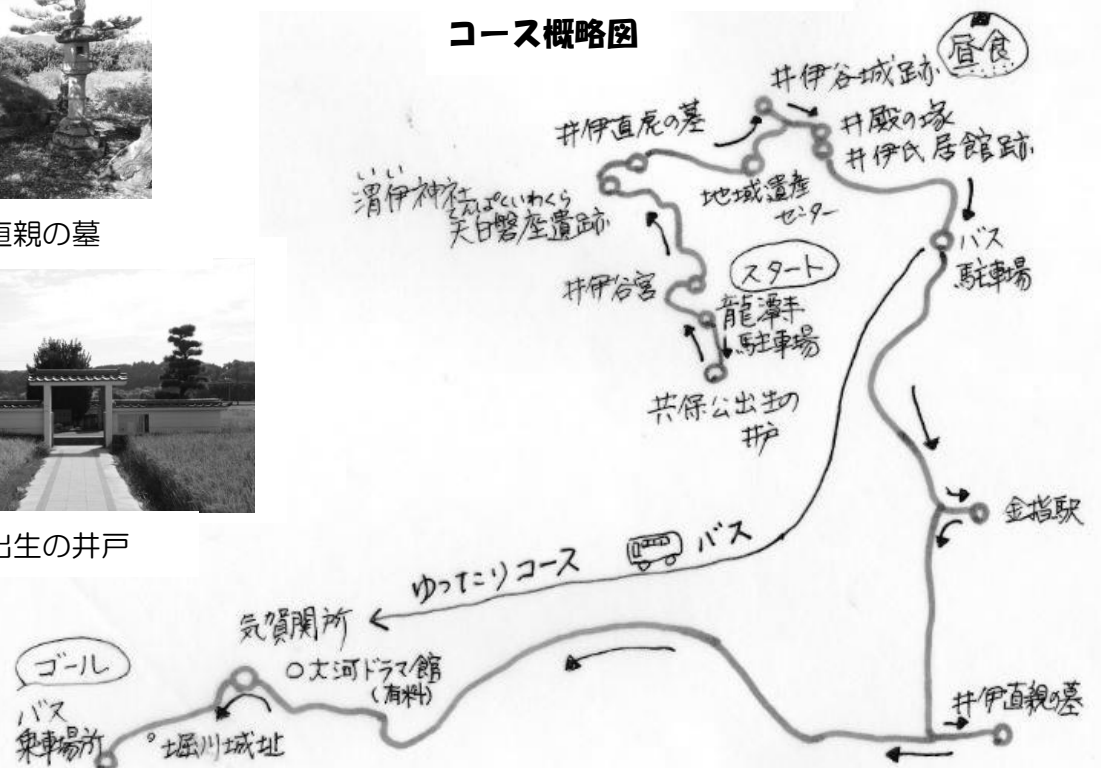 コース概略図
昼食
井伊谷城跡
井伊直虎の墓
井殿の塚
井伊氏居館跡
いい
渭伊神社
てんぱくいわくら
天白磐座遺跡
地域遺産
センター
バス
駐車場
スタート
井伊谷宮
龍潭寺
駐車場
共保公出生の
井戸
直親の墓
出生の井戸
金指駅
バス
ゆったりコース
気賀関所
大河ドラマ館
(有料)
ゴール
バス
乗車場所
堀川城址
井伊直親の墓